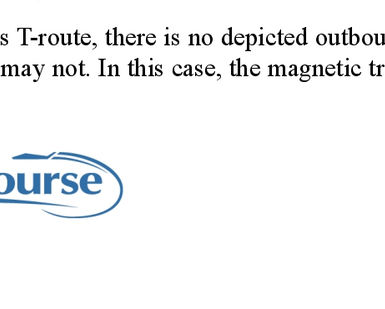 s T-route, there is no depicted outbou
may not. In this case, the magnetic tr
ourse